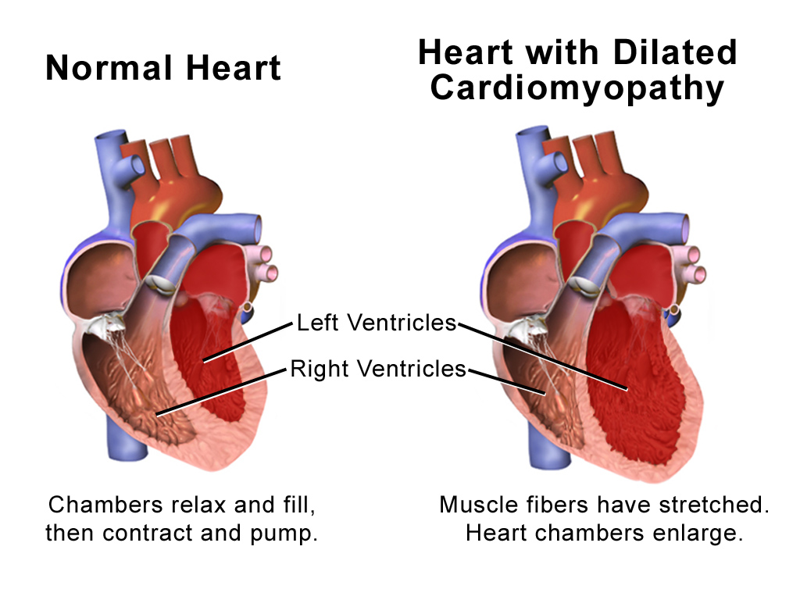 Normal Heart
Heart with Dilated
Cardiomyopathy
Left Ventricles
Right Ventricles
Chambers relax and fill,
then contract and pump.
Muscle fibers have stretched.
Heart chambers enlarge.